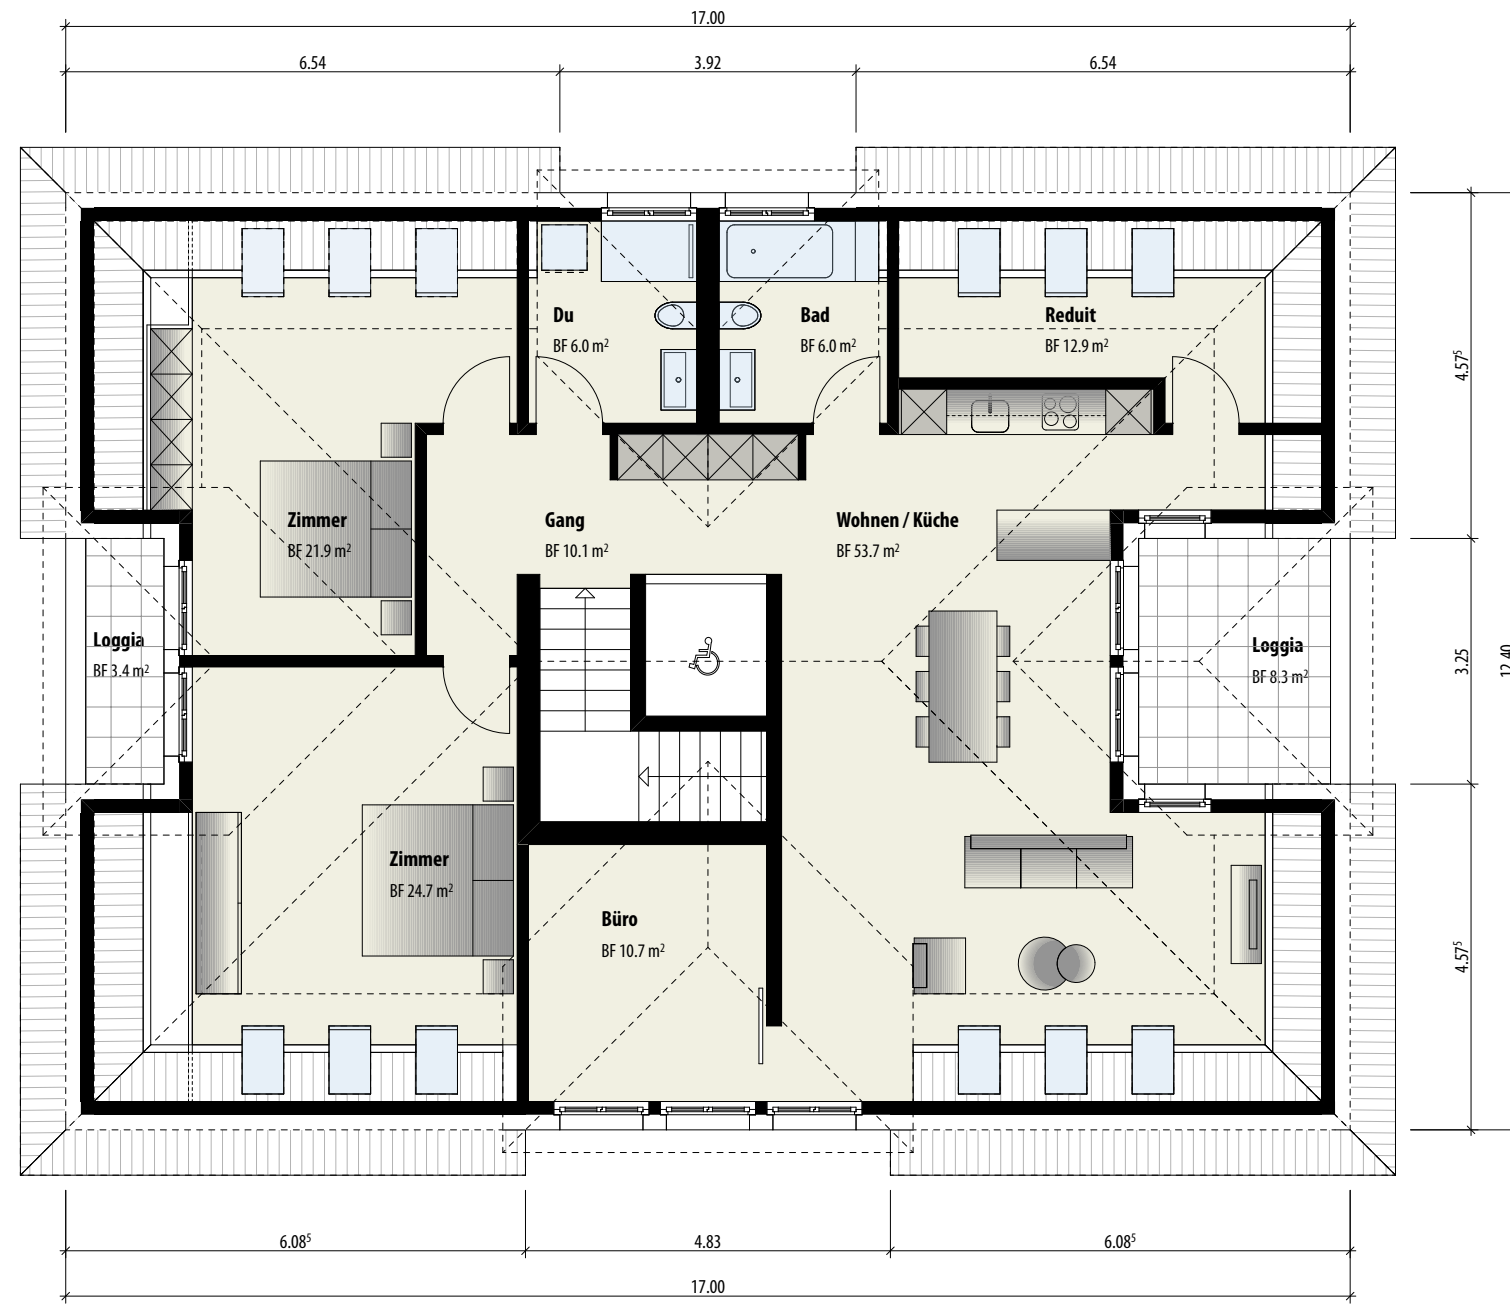 17.00
6.54
3.92
6.54
Du
BF 6.0 m²
Bad
BF 6.0 m²
Reduit
BF 12.9 m²
4.57⁵
Zimmer
BF 21.9 m²
Gang
BF 10.1 m²
Wohnen / Küche
BF 53.7 m²
Loggia
BF 3.4 m²
Loggia
BF 8.3 m²
3.25
12.40
Zimmer
BF 24.7 m²
Büro
BF 10.7 m²
4.57⁵
6.08⁵
4.83
6.08⁵
17.00